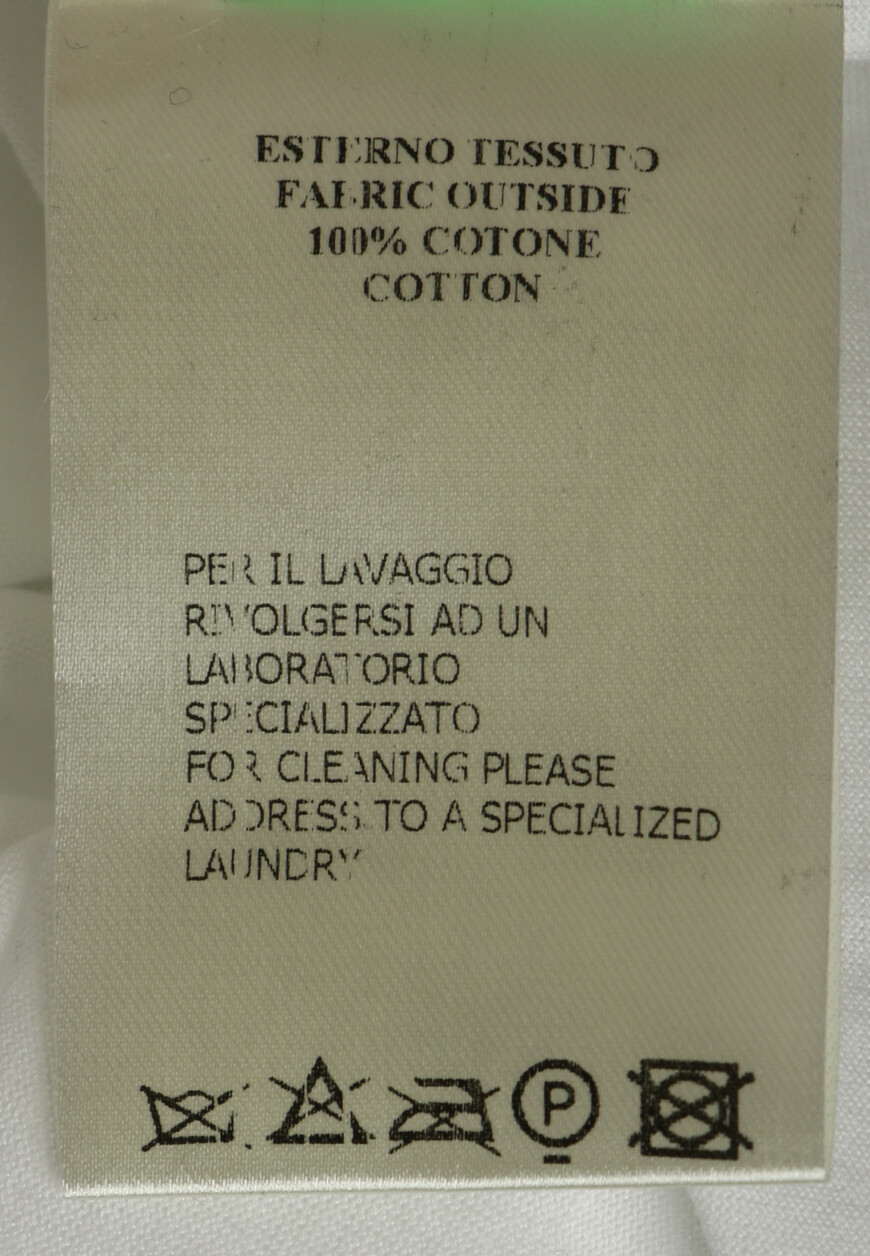 ESTERNO TESSUTO
FABRIC OUTSIDE
100% COTONE
COTTON
PER IL LAVAGGIO
RIVOLGERSI AD UN
LABORATORIO
SPECIALIZZATO
FOR CLEANING PLEASE
ADDRESS TO A SPECIALIZED
LAUNDRY
P